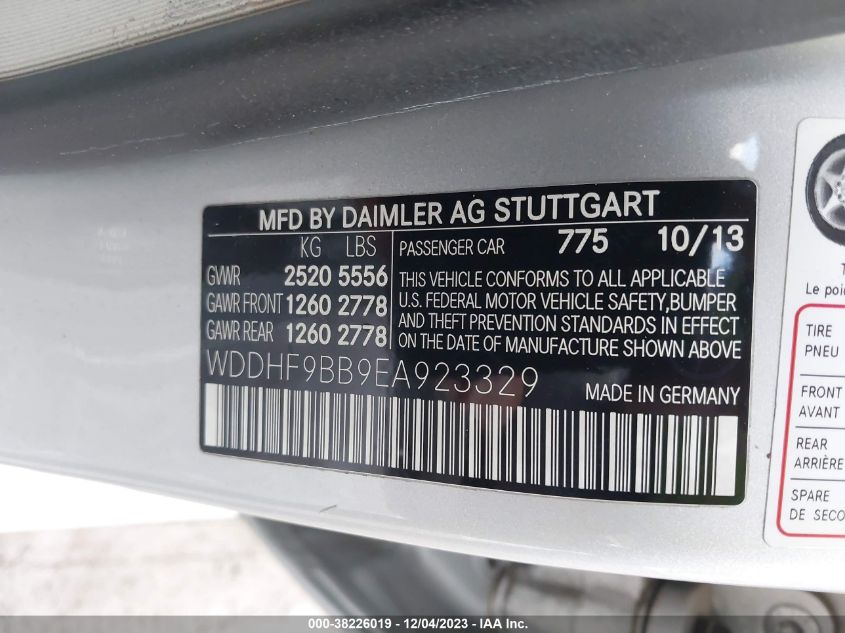 MFD BY DAIMLER AG STUTTGART
KG LBS
GVWR 2520 5556
GAWR FRONT 1260 2778
GAWR REAR 1260 2778
PASSENGER CAR 775 10/13
THIS VEHICLE CONFORMS TO ALL APPLICABLE
U.S. FEDERAL MOTOR VEHICLE SAFETY,BUMPER
AND THEFT PREVENTION STANDARDS IN EFFECT
ON THE DATE OF MANUFACTURE SHOWN ABOVE
WDDHF9BB9EA923329 MADE IN GERMANY
T
Le poi
TIRE
PNEU
FRONT
AVANT
REAR
ARRIÈRE
SPARE
DE SECO
000-38226019 - 12/04/2023 - IAA Inc.